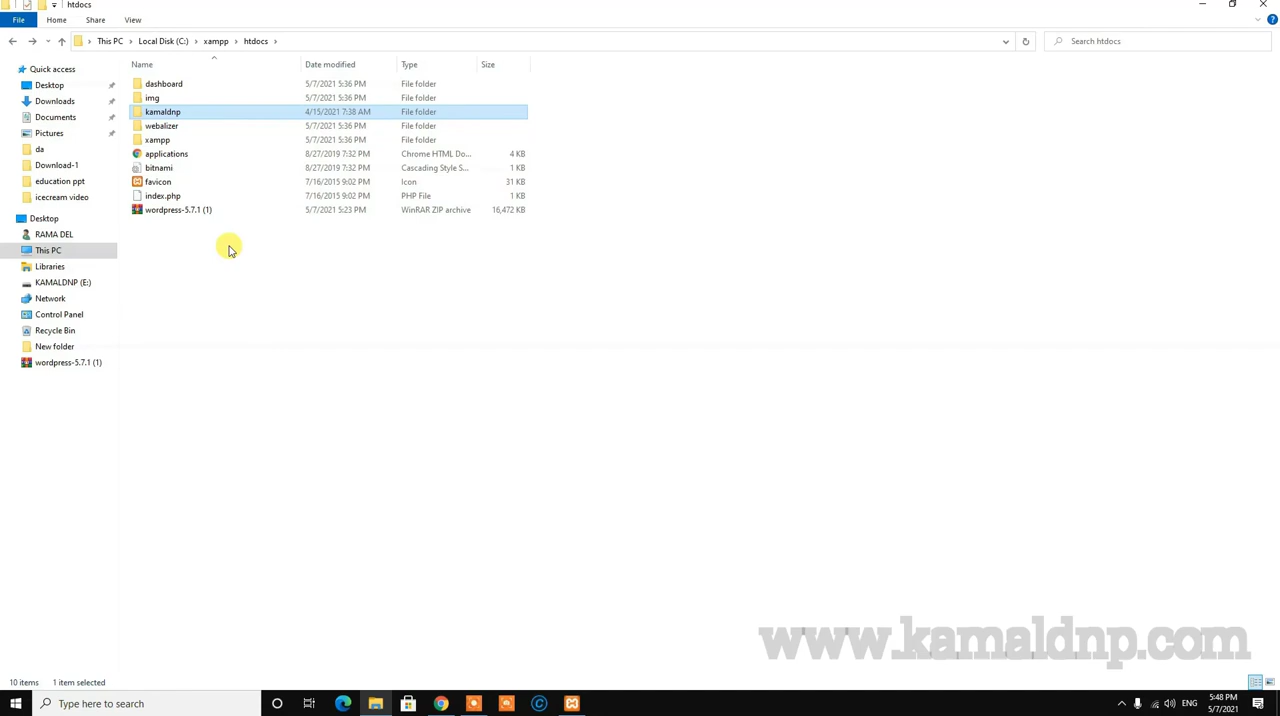 htdocs
File Home Share View
This PC Local Disk (C:) xampp htdocs Search htdocs
Name Date modified Type Size
Quick access
Desktop
Downloads
Documents
Pictures
da
Download-1
education ppt
icecream video
Desktop
RAMA DEL
This PC
Libraries
KAMALDNP (E:)
Network
Control Panel
Recycle Bin
New folder
wordpress-5.7.1 (1)
dashboard 5/7/2021 5:36 PM File folder
img 5/7/2021 5:36 PM File folder
kamaldnp 4/15/2021 7:38 AM File folder
webalizer 5/7/2021 5:36 PM File folder
xampp 5/7/2021 5:36 PM File folder
applications 8/27/2019 7:32 PM Chrome HTML Do... 4 KB
bitnami 8/27/2019 7:32 PM Cascading Style S... 1 KB
favicon 7/16/2015 9:02 PM Icon 31 KB
index.php 7/16/2015 9:02 PM PHP File 1 KB
wordpress-5.7.1 (1) 5/7/2021 5:23 PM WinRAR ZIP archive 16,472 KB
www.kamaldnp.com
10 items 1 item selected
Type here to search
ENG
5:48 PM
5/7/2021